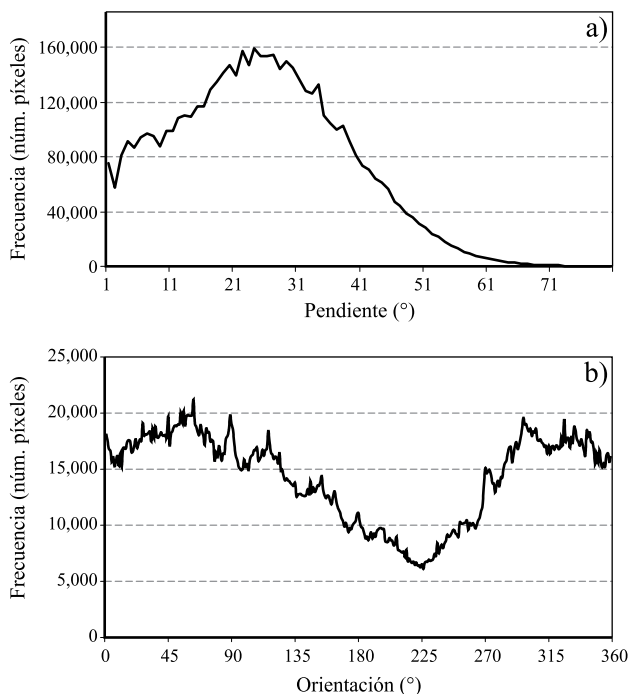 a)
Frecuencia (núm. píxeles)
160,000
120,000
80,000
40,000
0
1 11 21 31 41 51 61 71
Pendiente (°)
b)
Frecuencia (núm. píxeles)
25,000
20,000
15,000
10,000
5,000
0
0 45 90 135 180 225 270 315 360
Orientación (°)